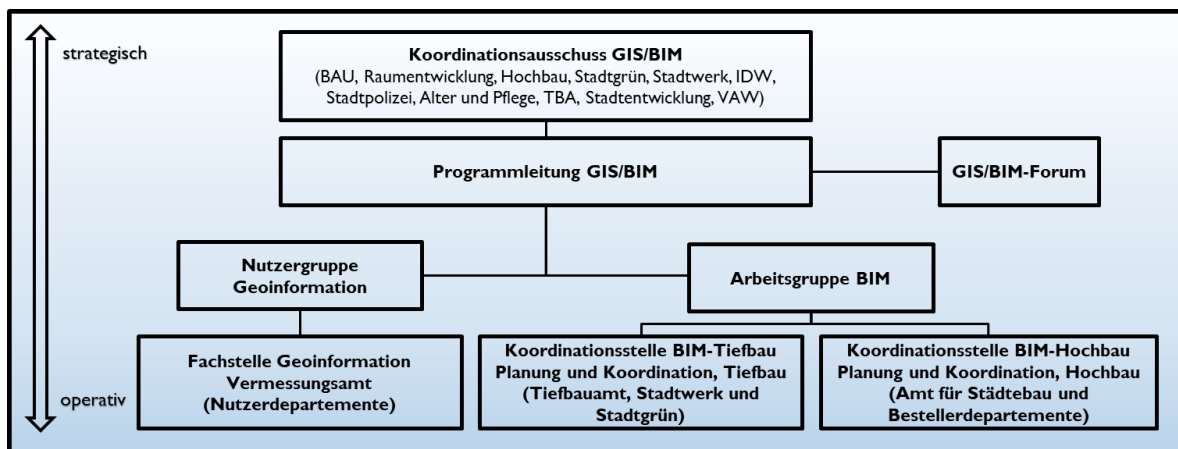 strategisch
Koordinationsausschuss GIS/BIM
(BAU, Raumentwicklung, Hochbau, Stadtgrün, Stadtwerk, IDW,
Stadtpolizei, Alter und Pflege, TBA, Stadtentwicklung, VAW)
Programmleitung GIS/BIM
GIS/BIM-Forum
Nutzergruppe
Geoinformation
Arbeitsgruppe BIM
Fachstelle Geoinformation
Vermessungsamt
(Nutzerdepartemente)
Koordinationsstelle BIM-Tiefbau
Planung und Koordination, Tiefbau
(Tiefbauamt, Stadtwerk und
Stadtgrün)
Koordinationsstelle BIM-Hochbau
Planung und Koordination, Hochbau
(Amt für Städtebau und
Bestellerdepartemente)
operativ